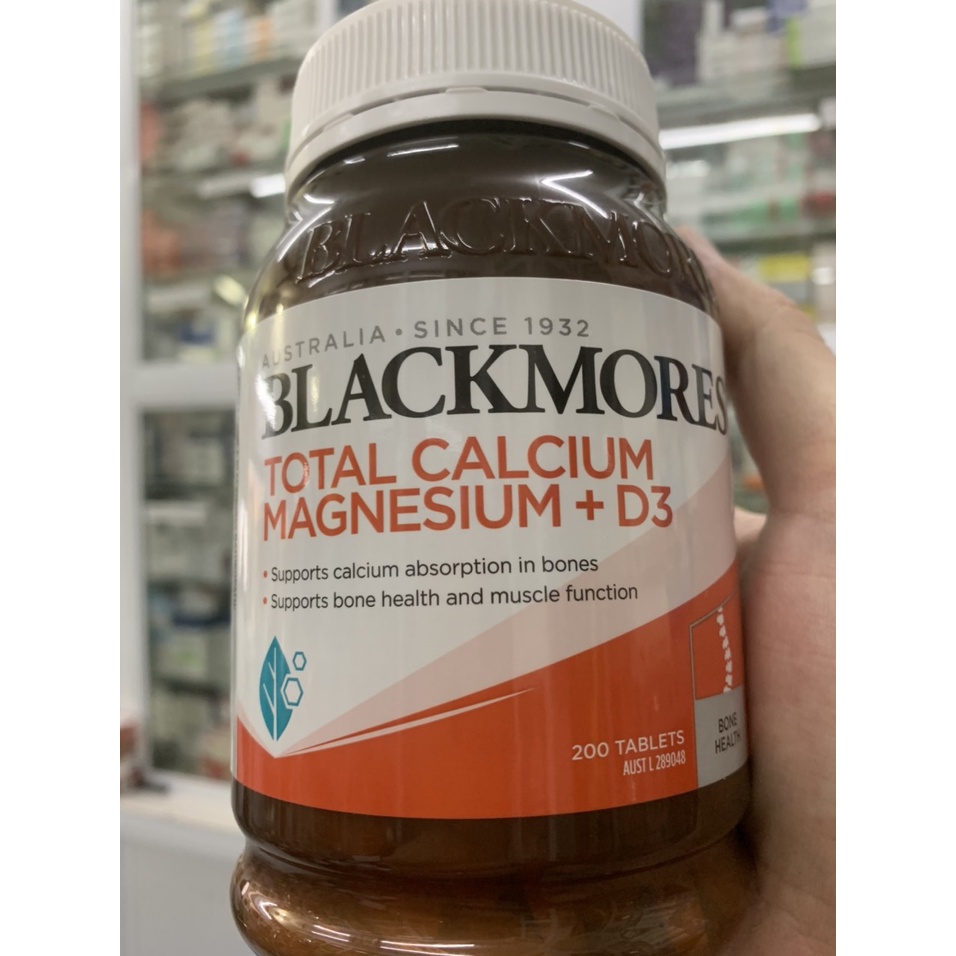 BLACKMO
AUSTRALIA • SINCE 1932
BLACKMORES
TOTAL CALCIUM
MAGNESIUM + D3
• Supports calcium absorption in bones
• Supports bone health and muscle function
BONE
HEALTH
200 TABLETS
AUST L 289048